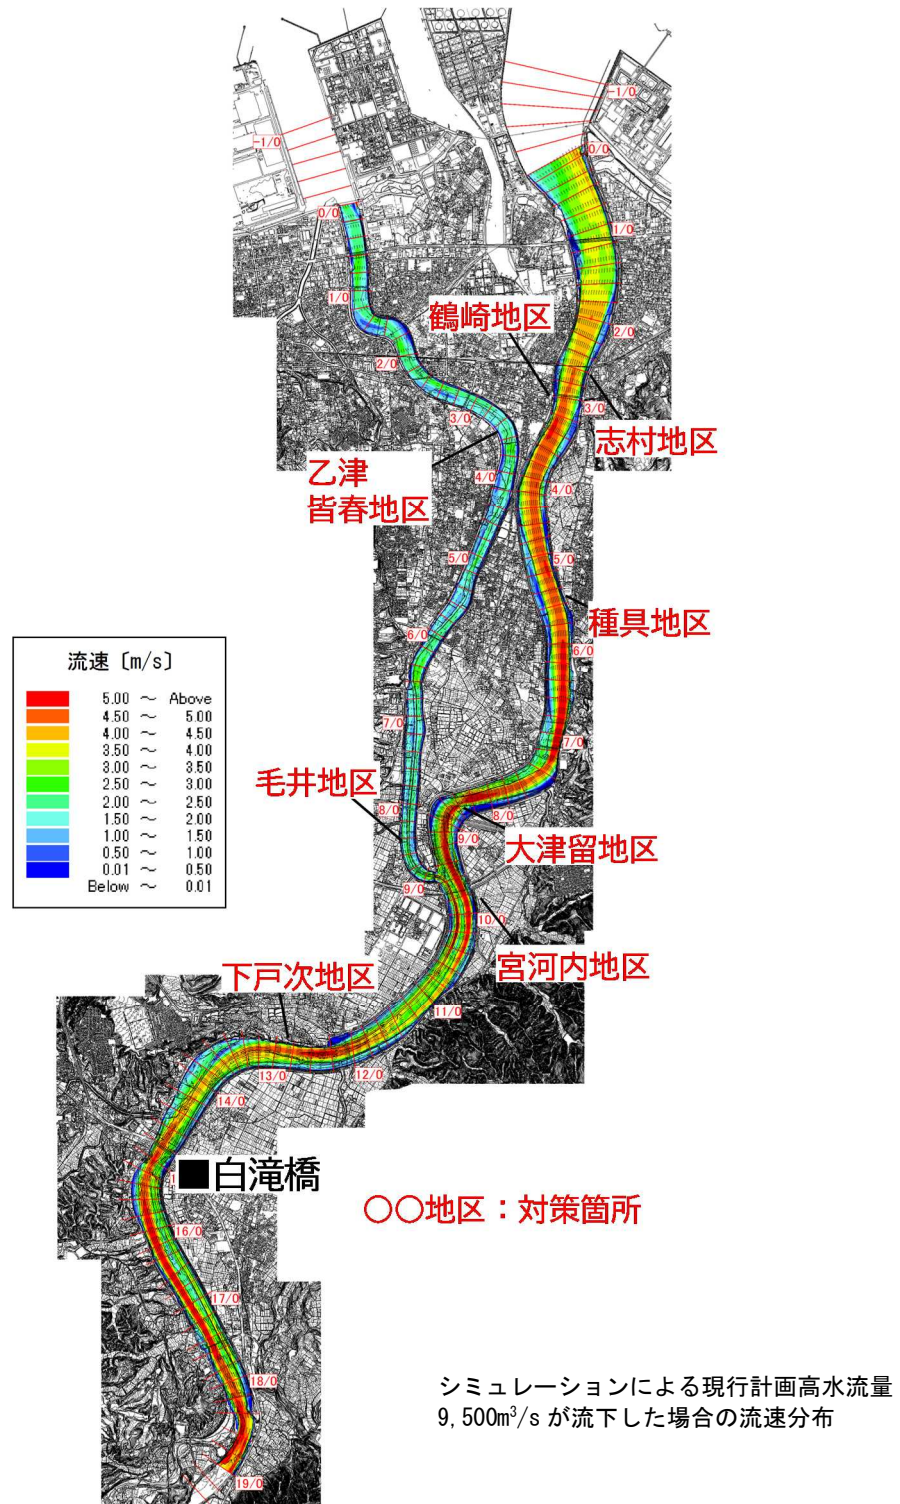 -1/0
-1/0
0/0
0/0
1/0
1/0
鶴崎地区
2/0
2/0
3/0
3/0
志村地区
乙津
皆春地区
4/0
4/0
5/0
5/0
種具地区
6/0
6/0
流速〔m/s〕
5.00 ～ Above
4.50 ～ 5.00
4.00 ～ 4.50
3.50 ～ 4.00
3.00 ～ 3.50
2.50 ～ 3.00
2.00 ～ 2.50
1.50 ～ 2.00
1.00 ～ 1.50
0.50 ～ 1.00
0.01 ～ 0.50
Below ～ 0.01
7/0
7/0
毛井地区
8/0
8/0
9/0
大津留地区
9/0
10/0
宮河内地区
下戸次地区
11/0
12/0
13/0
14/0
■白滝橋
○○地区：対策箇所
16/0
17/0
18/0
シミュレーションによる現行計画高水流量
9,500m³/s が流下した場合の流速分布
19/0